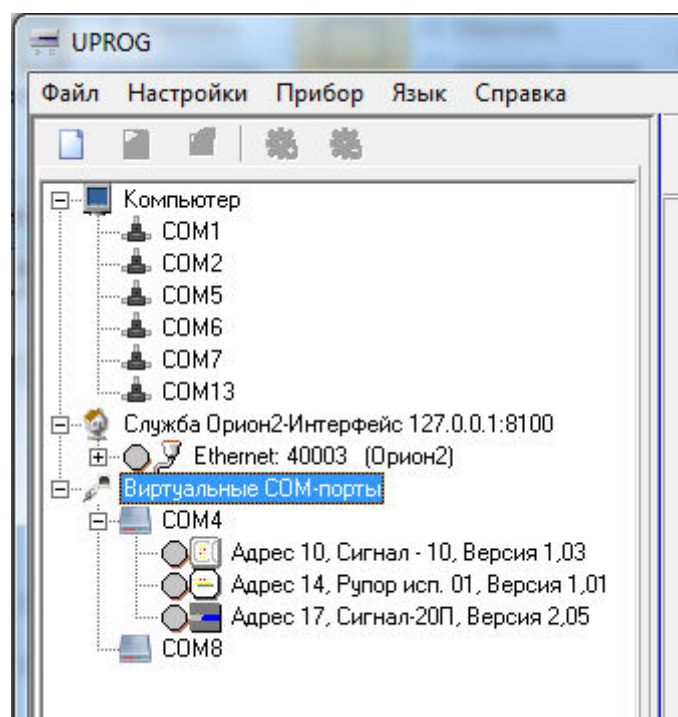 UPROG
Файл Настройки Прибор Язык Справка
Компьютер
COM1
COM2
COM5
COM6
COM7
COM13
Служба Орион2-Интерфейс 127.0.0.1:8100
Ethernet: 40003 (Орион2)
Виртуальные COM-порты
COM4
Адрес 10, Сигнал - 10, Версия 1,03
Адрес 14, Рупор исп. 01, Версия 1,01
Адрес 17, Сигнал-20П, Версия 2,05
COM8